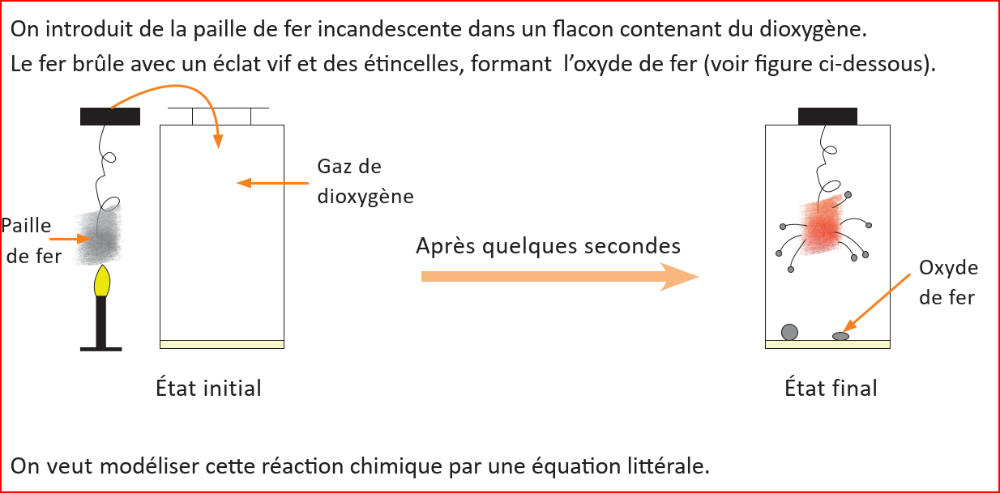 On introduit de la paille de fer incandescente dans un flacon contenant du dioxygène.
Le fer brûle avec un éclat vif et des étincelles, formant l’oxyde de fer (voir figure ci-dessous).
Gaz de
dioxygène
Paille
de fer
Après quelques secondes
Oxyde
de fer
État initial
État final
On veut modéliser cette réaction chimique par une équation littérale.